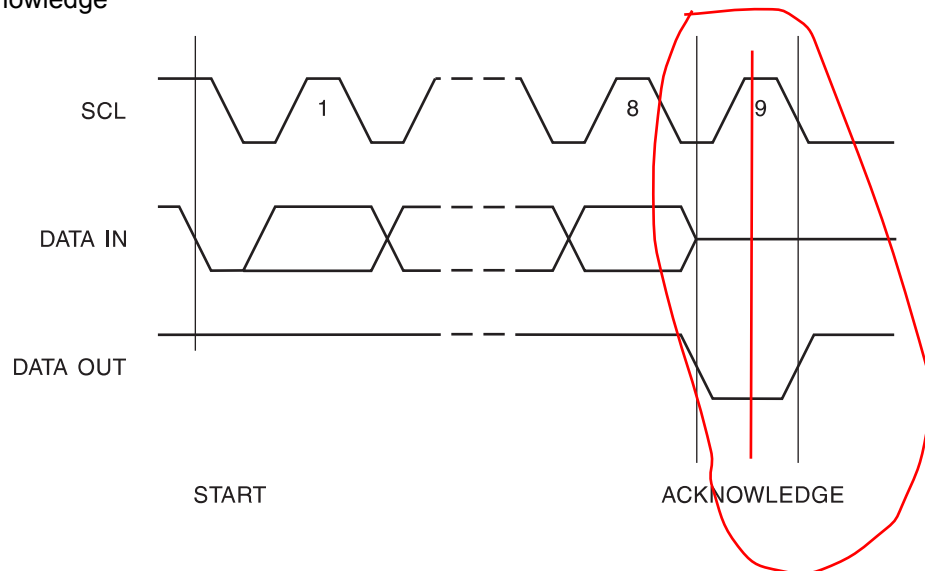 SCL
1
8
9
DATA IN
DATA OUT
START
ACKNOWLEDGE